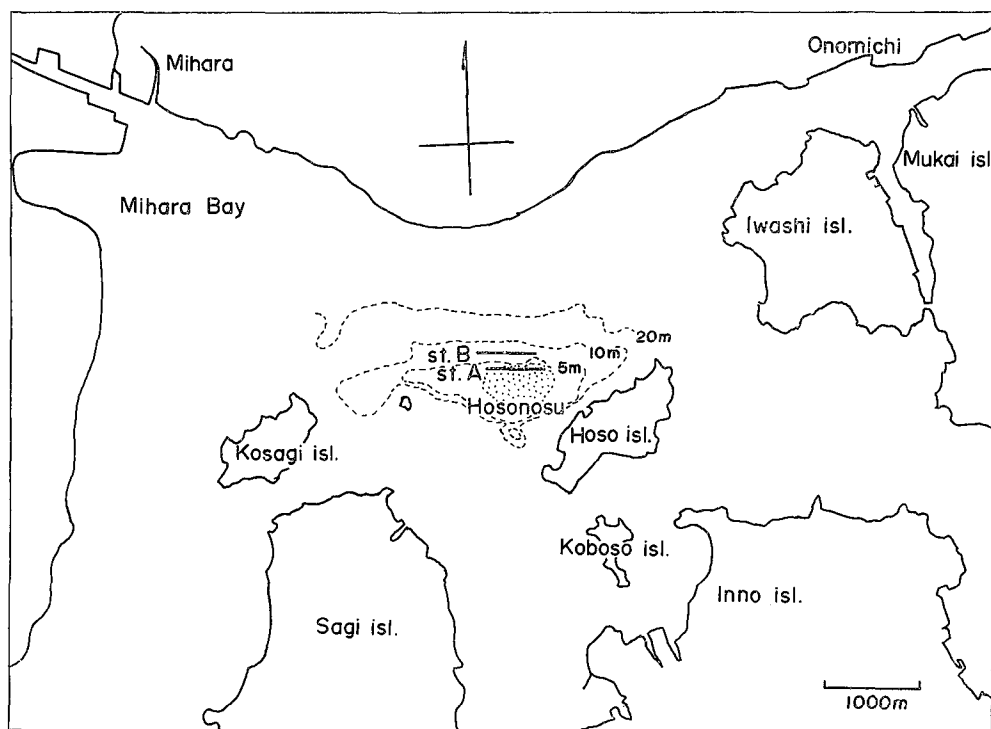 Onomichi
Mihara
Mukai isl.
Mihara Bay
Iwashi isl.
20m
st. B
10m
st. A
5m
Hosonosu
Hoso isl.
Kosagi isl.
Koboso isl.
Inno isl.
Sagi isl.
1000m